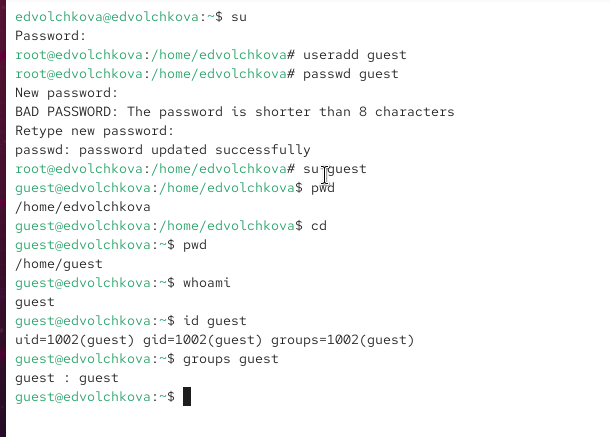 edvolchkova@edvolchkova:~$ su
Password:
root@edvolchkova:/home/edvolchkova# useradd guest
root@edvolchkova:/home/edvolchkova# passwd guest
New password:
BAD PASSWORD: The password is shorter than 8 characters
Retype new password:
passwd: password updated successfully
root@edvolchkova:/home/edvolchkova# su guest
guest@edvolchkova:/home/edvolchkova$ pwd
/home/edvolchkova
guest@edvolchkova:/home/edvolchkova$ cd
guest@edvolchkova:~$ pwd
/home/guest
guest@edvolchkova:~$ whoami
guest
guest@edvolchkova:~$ id guest
uid=1002(guest) gid=1002(guest) groups=1002(guest)
guest@edvolchkova:~$ groups guest
guest : guest
guest@edvolchkova:~$